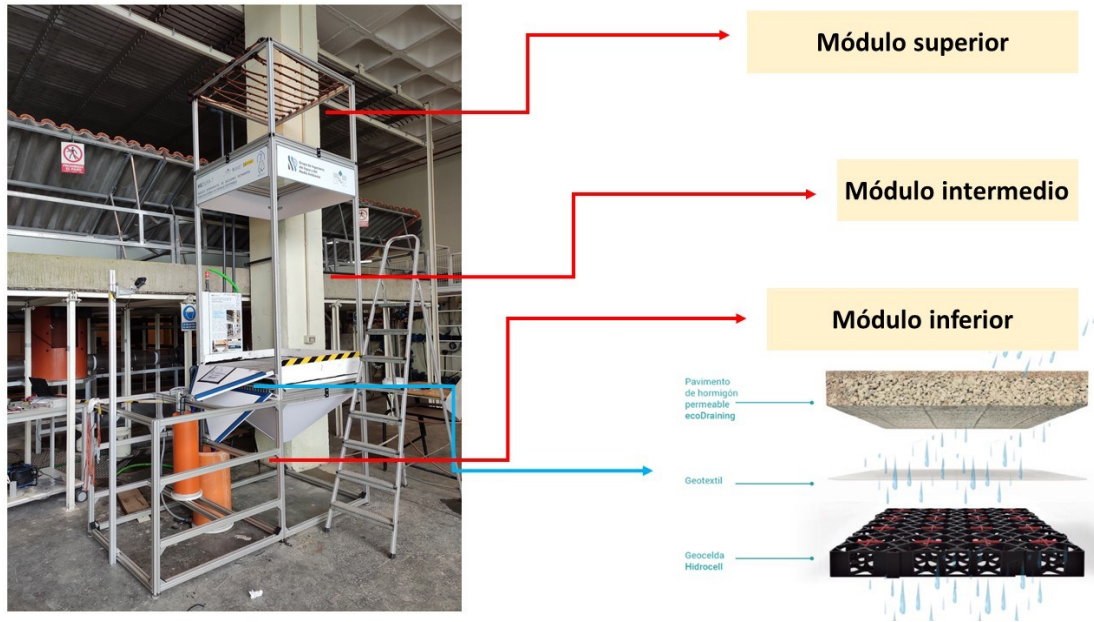 Módulo superior
Módulo intermedio
Módulo inferior
Pavimento
de hormigón
permeable
ecoDraining
Geotextil
Geocelda
Hidrocell